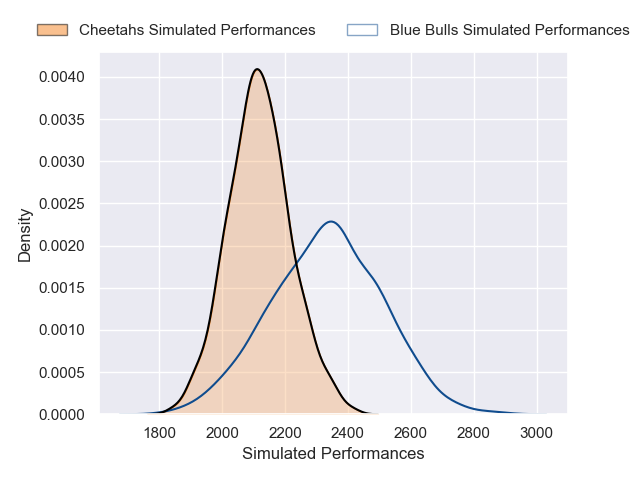 Cheetahs Simulated Performances Blue Bulls Simulated Performances
0.0040
0.0035
0.0030
0.0025
0.0020
0.0015
0.0010
0.0005
0.0000
Density
1800 2000 2200 2400 2600 2800 3000
Simulated Performances